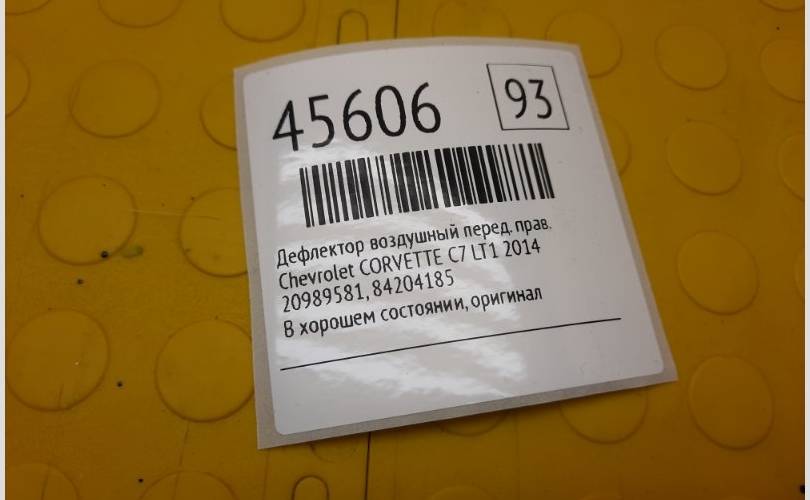 45606
93
Дефлектор воздушный перед. прав.
Chevrolet CORVETTE C7 LT1 2014
20989581, 84204185
В хорошем состоянии, оригинал